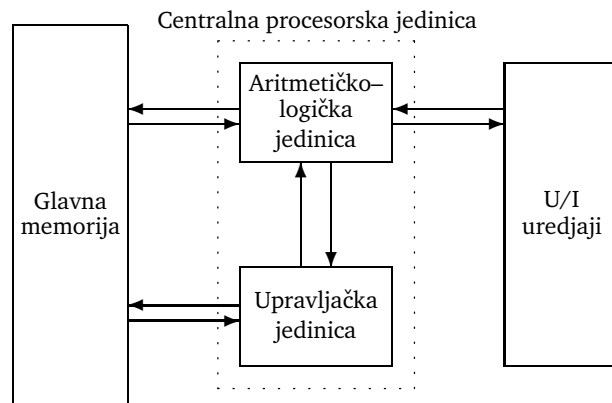 Centralna procesorska jedinica
Aritmetičko–
logička
jedinica
Glavna
memorija
U/I
uredjaji
Upravljačka
jedinica